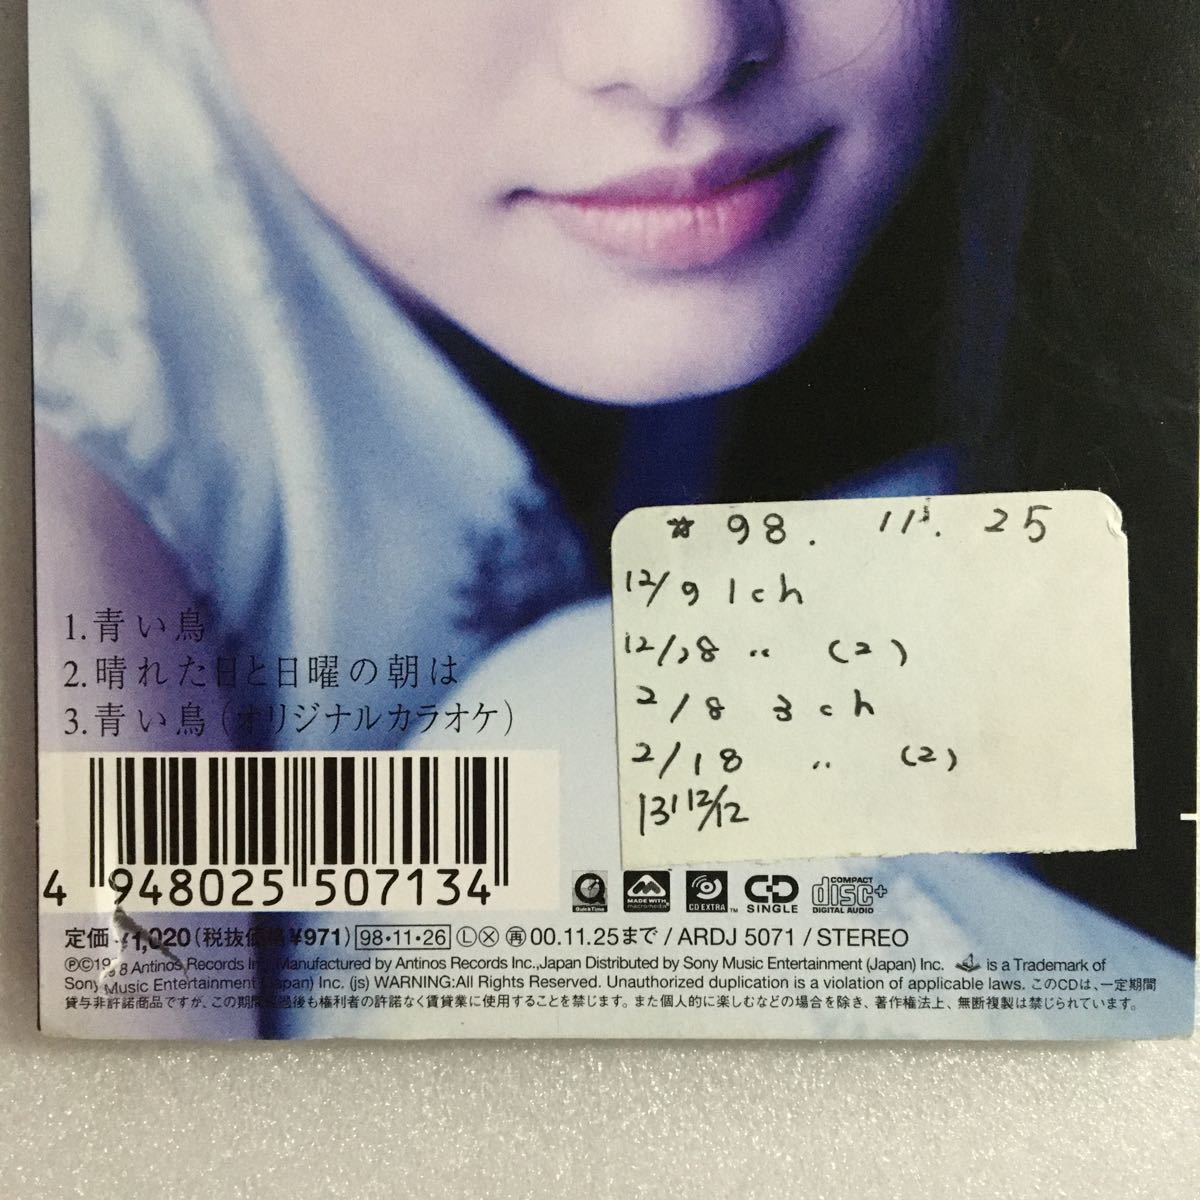 # 98. 11. 25
12/9 1ch
12/28 〃 (2)
2/8 3ch
2/18 〃 (2)
13' 12/12
1.青い鳥
2.晴れた日と日曜の朝は
3.青い鳥(オリジナルカラオケ)
4 948025 507134
QuickTime MADE WITH macromedia CD EXTRA TM CD SINGLE COMPACT disc+ DIGITAL AUDIO
定価 ¥1,020(税抜価格¥971) 98・11・26 Ⓛ Ⓧ ㊟00.11.25まで / ARDJ 5071 / STEREO
ⓅⒸ1998 Antinos Records Inc. Manufactured by Antinos Records Inc.,Japan Distributed by Sony Music Entertainment (Japan) Inc. is a Trademark of
Sony Music Entertainment (Japan) Inc. (js) WARNING:All Rights Reserved. Unauthorized duplication is a violation of applicable laws. このCDは、一定期間
貸与非許諾商品ですが、この期間経過後も権利者の許諾なく賃貸業に使用することを禁じます。また個人的に楽しむなどの場合を除き、著作権法上、無断複製は禁じられています。